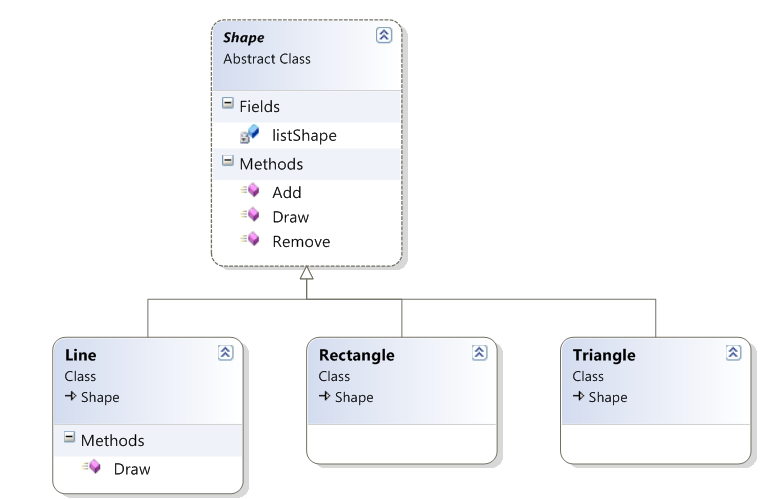 Shape
Abstract Class
Fields
listShape
Methods
Add
Draw
Remove
Line
Class
Shape
Methods
Draw
Rectangle
Class
Shape
Triangle
Class
Shape